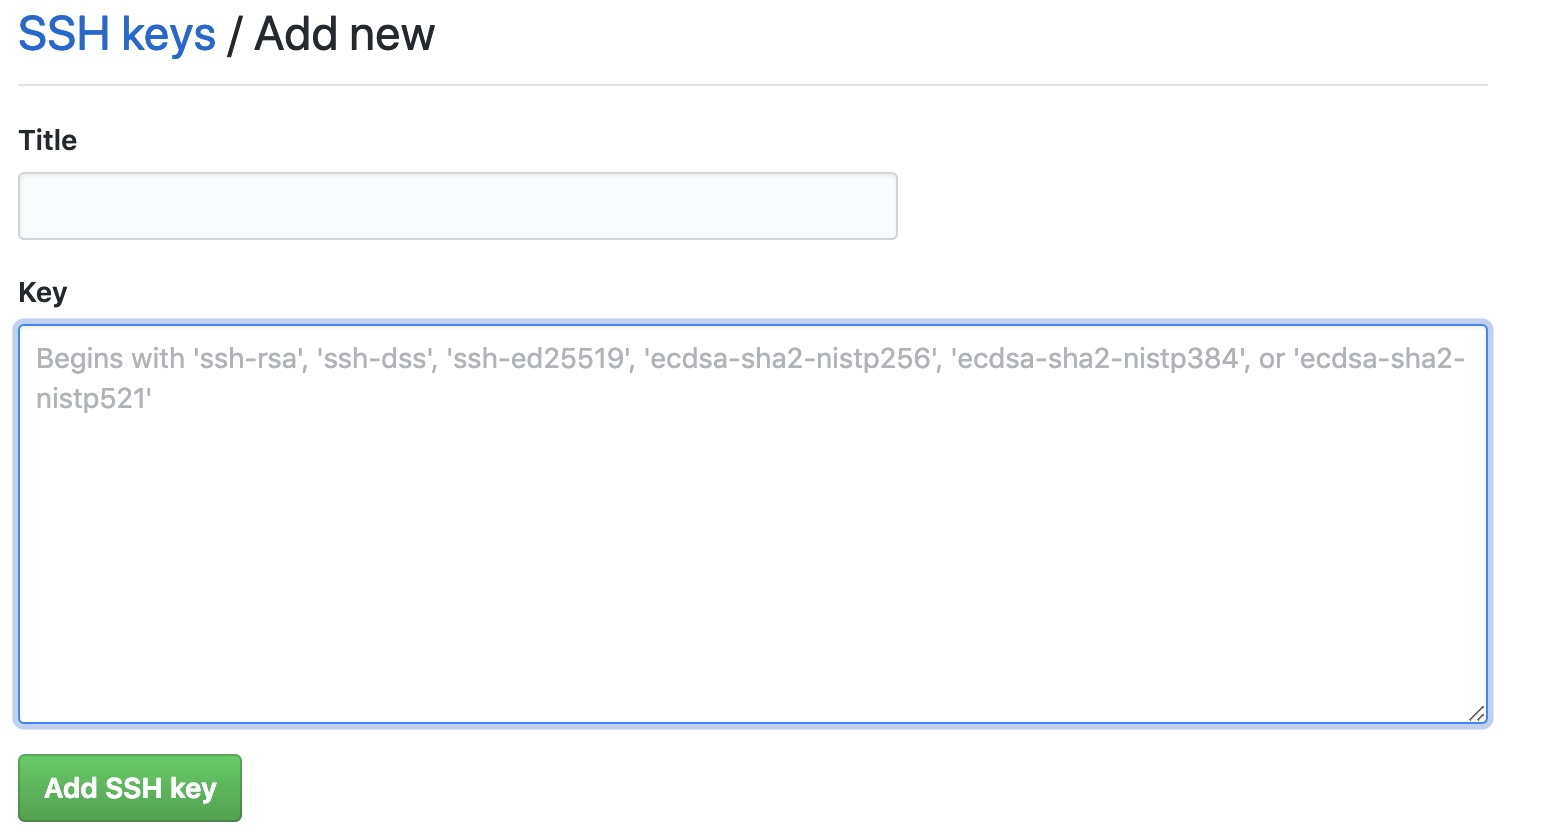 SSH keys / Add new
Title
Key
Begins with 'ssh-rsa', 'ssh-dss', 'ssh-ed25519', 'ecdsa-sha2-nistp256', 'ecdsa-sha2-nistp384', or 'ecdsa-sha2-
nistp521'
Add SSH key